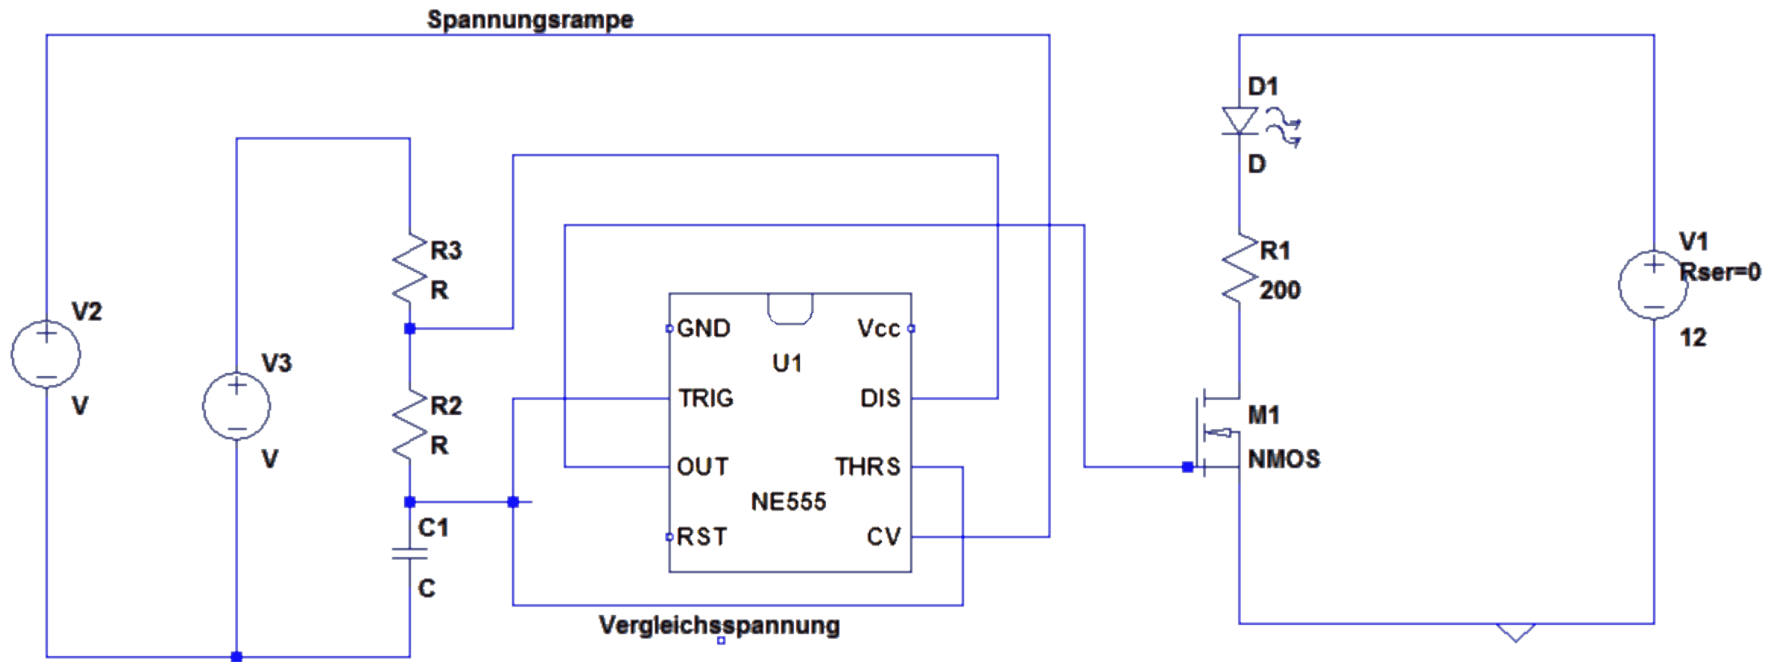 Spannungsrampe
D1
D
R3
R
R1
200
V1
Rser=0
12
V2
V
V3
V
GND
Vcc
U1
R2
R
TRIG
DIS
M1
NMOS
OUT
THRS
NE555
C1
C
RST
CV
Vergleichsspannung